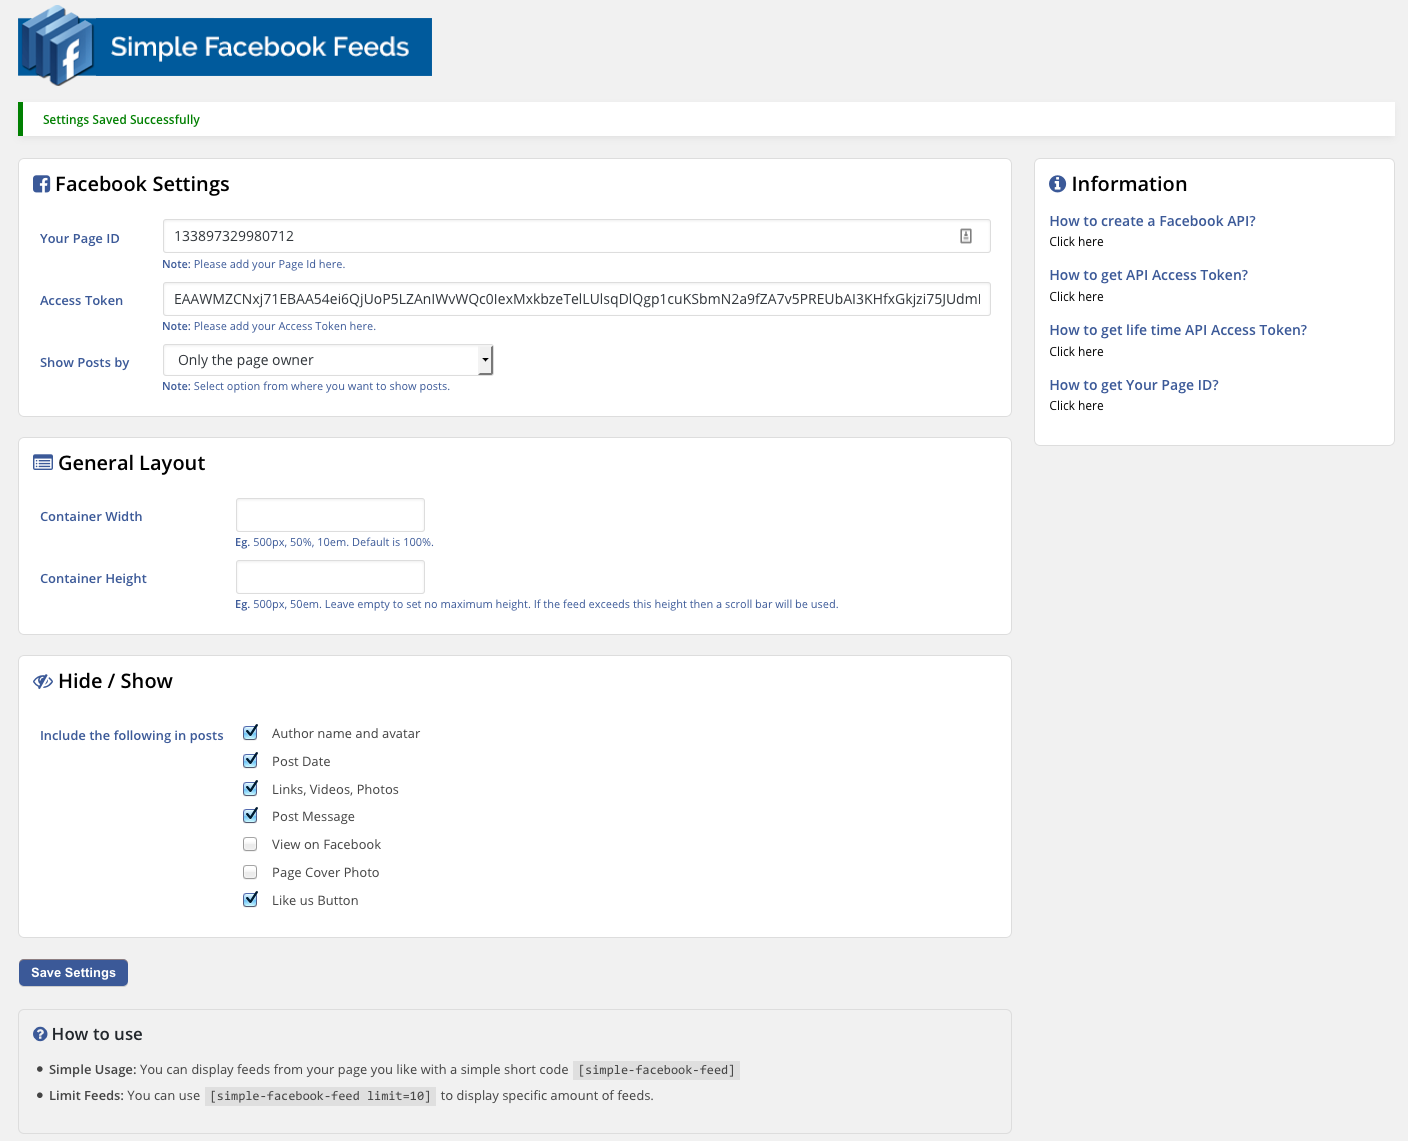 Simple Facebook Feeds
Settings Saved Successfully
Facebook Settings
Your Page ID
133897329980712
Note: Please add your Page Id here.
Access Token
EAAWMZCNxj71EBAA54ei6QjUoP5LZAnIWvWQc0IexMxkbzeTelLUlsqDlQgp1cuKSbmN2a9fZA7v5PREUbAI3KHfxGkjzi75JUdml
Note: Please add your Access Token here.
Show Posts by
Only the page owner
Note: Select option from where you want to show posts.
Information
How to create a Facebook API?
Click here
How to get API Access Token?
Click here
How to get life time API Access Token?
Click here
How to get Your Page ID?
Click here
General Layout
Container Width
Eg. 500px, 50%, 10em. Default is 100%.
Container Height
Eg. 500px, 50em. Leave empty to set no maximum height. If the feed exceeds this height then a scroll bar will be used.
Hide / Show
Include the following in posts
Author name and avatar
Post Date
Links, Videos, Photos
Post Message
View on Facebook
Page Cover Photo
Like us Button
Save Settings
How to use
Simple Usage: You can display feeds from your page you like with a simple short code [simple-facebook-feed]
Limit Feeds: You can use [simple-facebook-feed limit=10] to display specific amount of feeds.